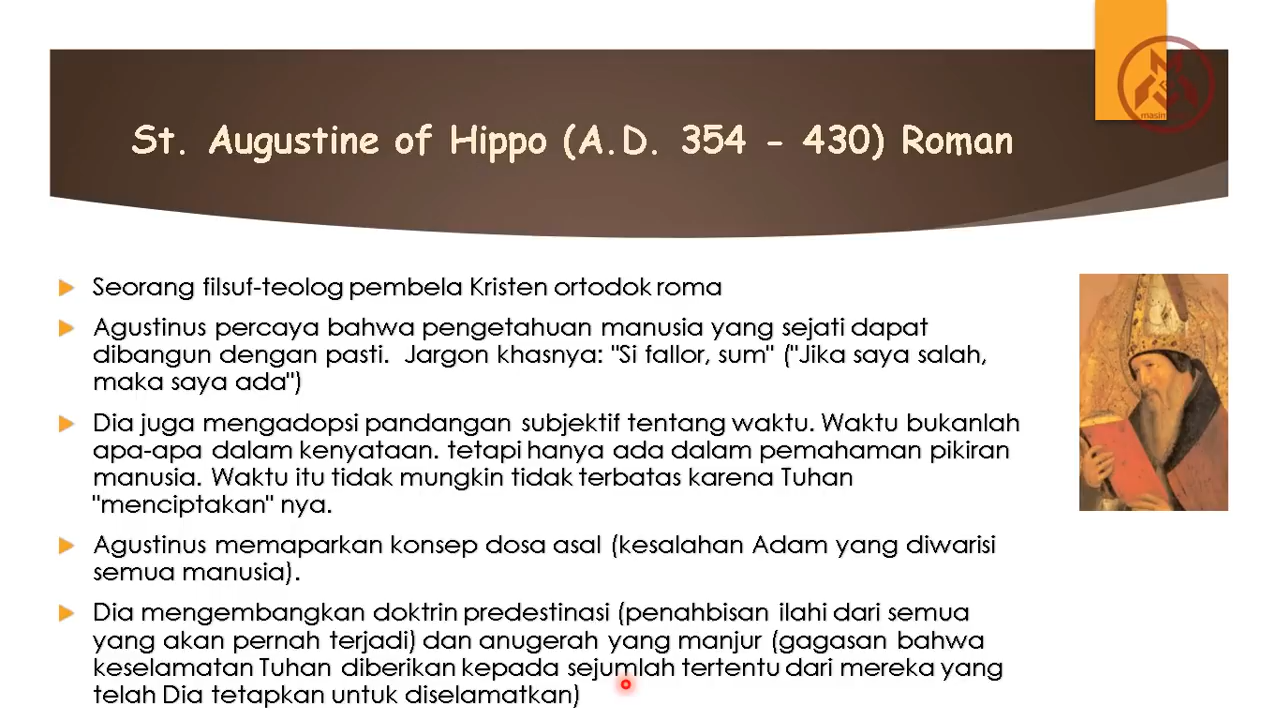 St. Augustine of Hippo (A.D. 354 - 430) Roman
Seorang filsuf-teolog pembela Kristen ortodok roma
Agustinus percaya bahwa pengetahuan manusia yang sejati dapat
dibangun dengan pasti. Jargon khasnya: "Si fallor, sum" ("Jika saya salah,
maka saya ada")
Dia juga mengadopsi pandangan subjektif tentang waktu. Waktu bukanlah
apa-apa dalam kenyataan. tetapi hanya ada dalam pemahaman pikiran
manusia. Waktu itu tidak mungkin tidak terbatas karena Tuhan
"menciptakan" nya.
Agustinus memaparkan konsep dosa asal (kesalahan Adam yang diwarisi
semua manusia).
Dia mengembangkan doktrin predestinasi (penahbisan ilahi dari semua
yang akan pernah terjadi) dan anugerah yang manjur (gagasan bahwa
keselamatan Tuhan diberikan kepada sejumlah tertentu dari mereka yang
telah Dia tetapkan untuk diselamatkan)